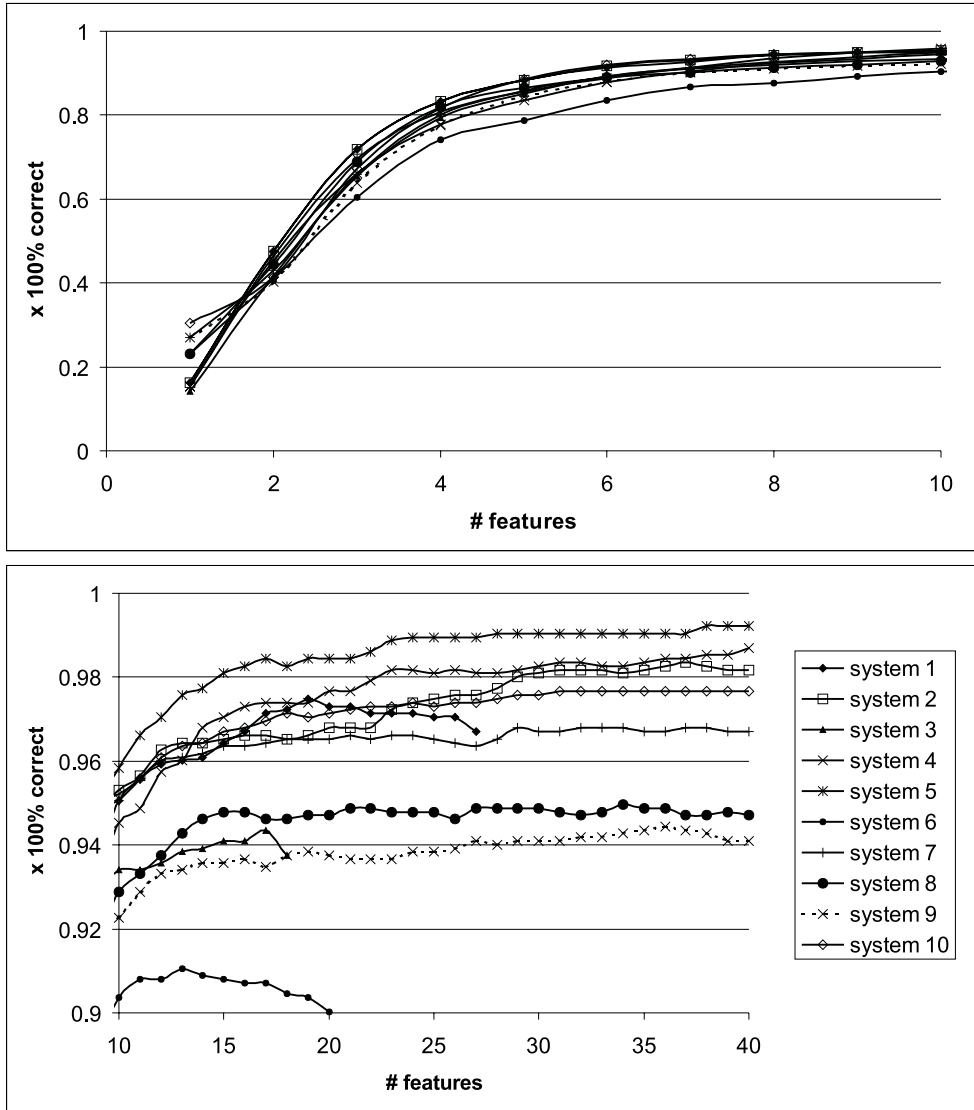 1
0.8
0.6
0.4
0.2
0
x 100% correct
0 2 4 6 8 10
# features
1
0.98
0.96
0.94
0.92
0.9
x 100% correct
10 15 20 25 30 35 40
# features
system 1
system 2
system 3
system 4
system 5
system 6
system 7
system 8
system 9
system 10